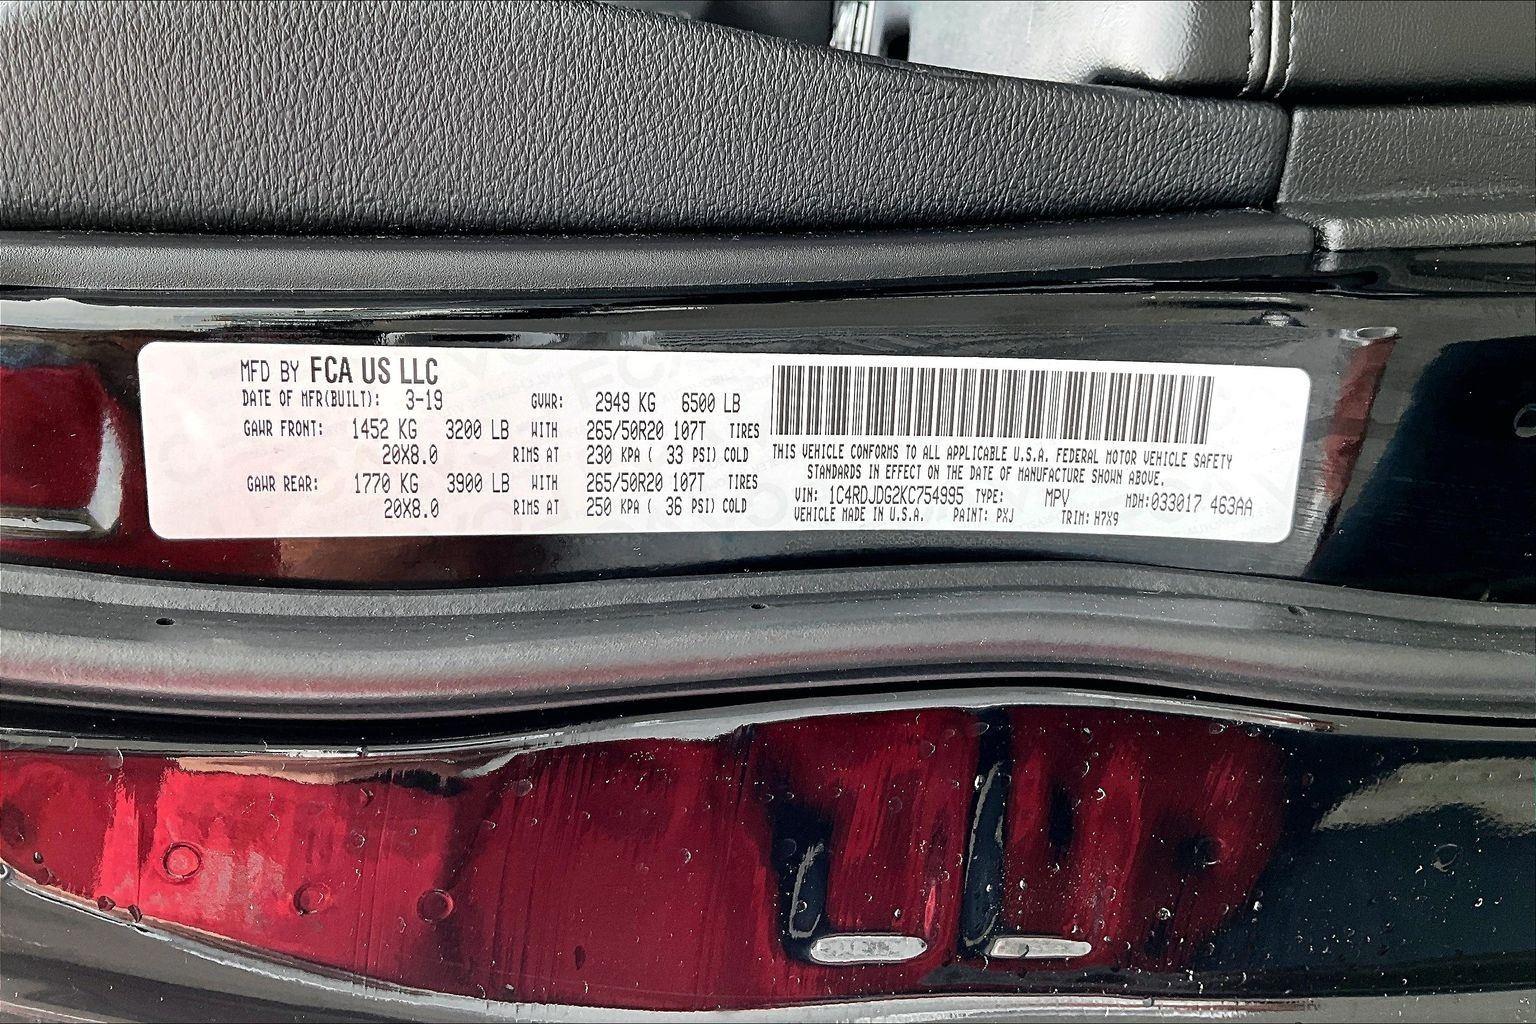 MFD BY FCA US LLC
DATE OF MFR(BUILT): 3-19 GVWR: 2949 KG 6500 LB
GAWR FRONT: 1452 KG 3200 LB WITH 265/50R20 107T TIRES
20X8.0 RIMS AT 230 KPA ( 33 PSI) COLD
GAWR REAR: 1770 KG 3900 LB WITH 265/50R20 107T TIRES
20X8.0 RIMS AT 250 KPA ( 36 PSI) COLD
THIS VEHICLE CONFORMS TO ALL APPLICABLE U.S.A. FEDERAL MOTOR VEHICLE SAFETY
STANDARDS IN EFFECT ON THE DATE OF MANUFACTURE SHOWN ABOVE.
VIN: 1C4RDJDG2KC754995 TYPE: MPV MDH:033017 463AA
VEHICLE MADE IN U.S.A. PAINT: PXJ TRIM: H7X9